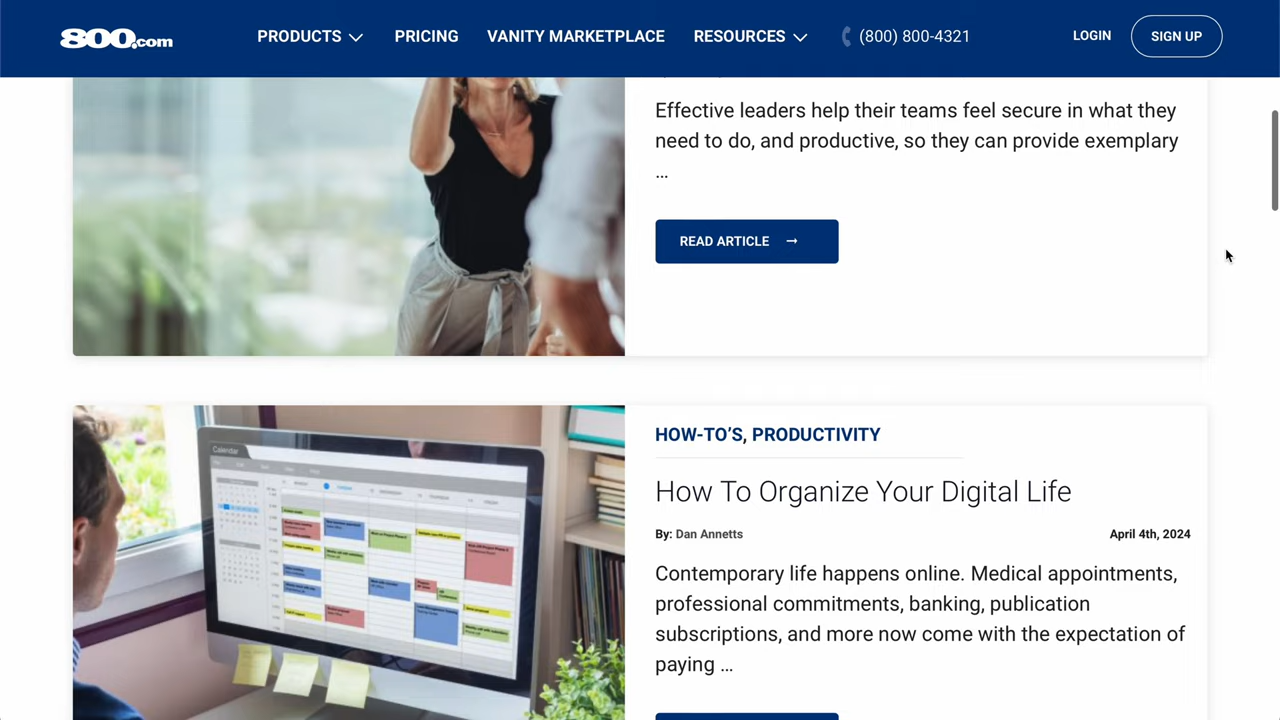 800.com
PRODUCTS
PRICING
VANITY MARKETPLACE
RESOURCES
(800) 800-4321
LOGIN
SIGN UP
Effective leaders help their teams feel secure in what they
need to do, and productive, so they can provide exemplary
...
READ ARTICLE →
Calendar
HOW-TO'S, PRODUCTIVITY
How To Organize Your Digital Life
By: Dan Annetts
April 4th, 2024
Contemporary life happens online. Medical appointments,
professional commitments, banking, publication
subscriptions, and more now come with the expectation of
paying ...